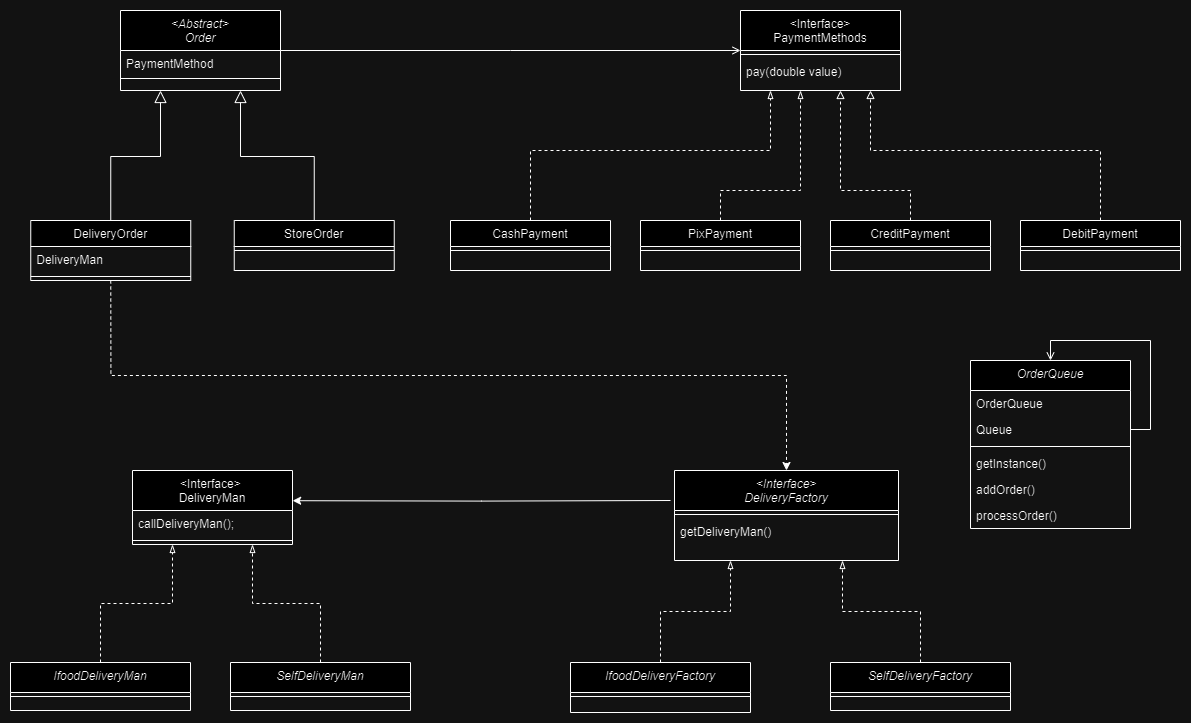 <Abstract>
Order
PaymentMethod
<Interface>
PaymentMethods
pay(double value)
DeliveryOrder
DeliveryMan
StoreOrder
CashPayment
PixPayment
CreditPayment
DebitPayment
OrderQueue
OrderQueue
Queue
getInstance()
addOrder()
processOrder()
<Interface>
DeliveryMan
callDeliveryMan();
<Interface>
DeliveryFactory
getDeliveryMan()
IfoodDeliveryMan
SelfDeliveryMan
IfoodDeliveryFactory
SelfDeliveryFactory